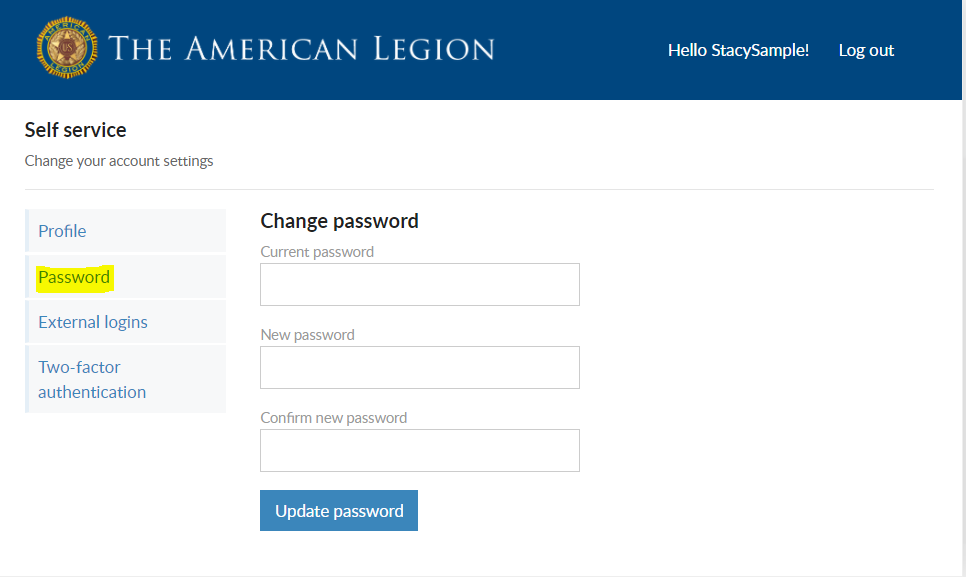 THE AMERICAN LEGION
Hello StacySample!
Log out
Self service
Change your account settings
Profile
Password
External logins
Two-factor
authentication
Change password
Current password
New password
Confirm new password
Update password